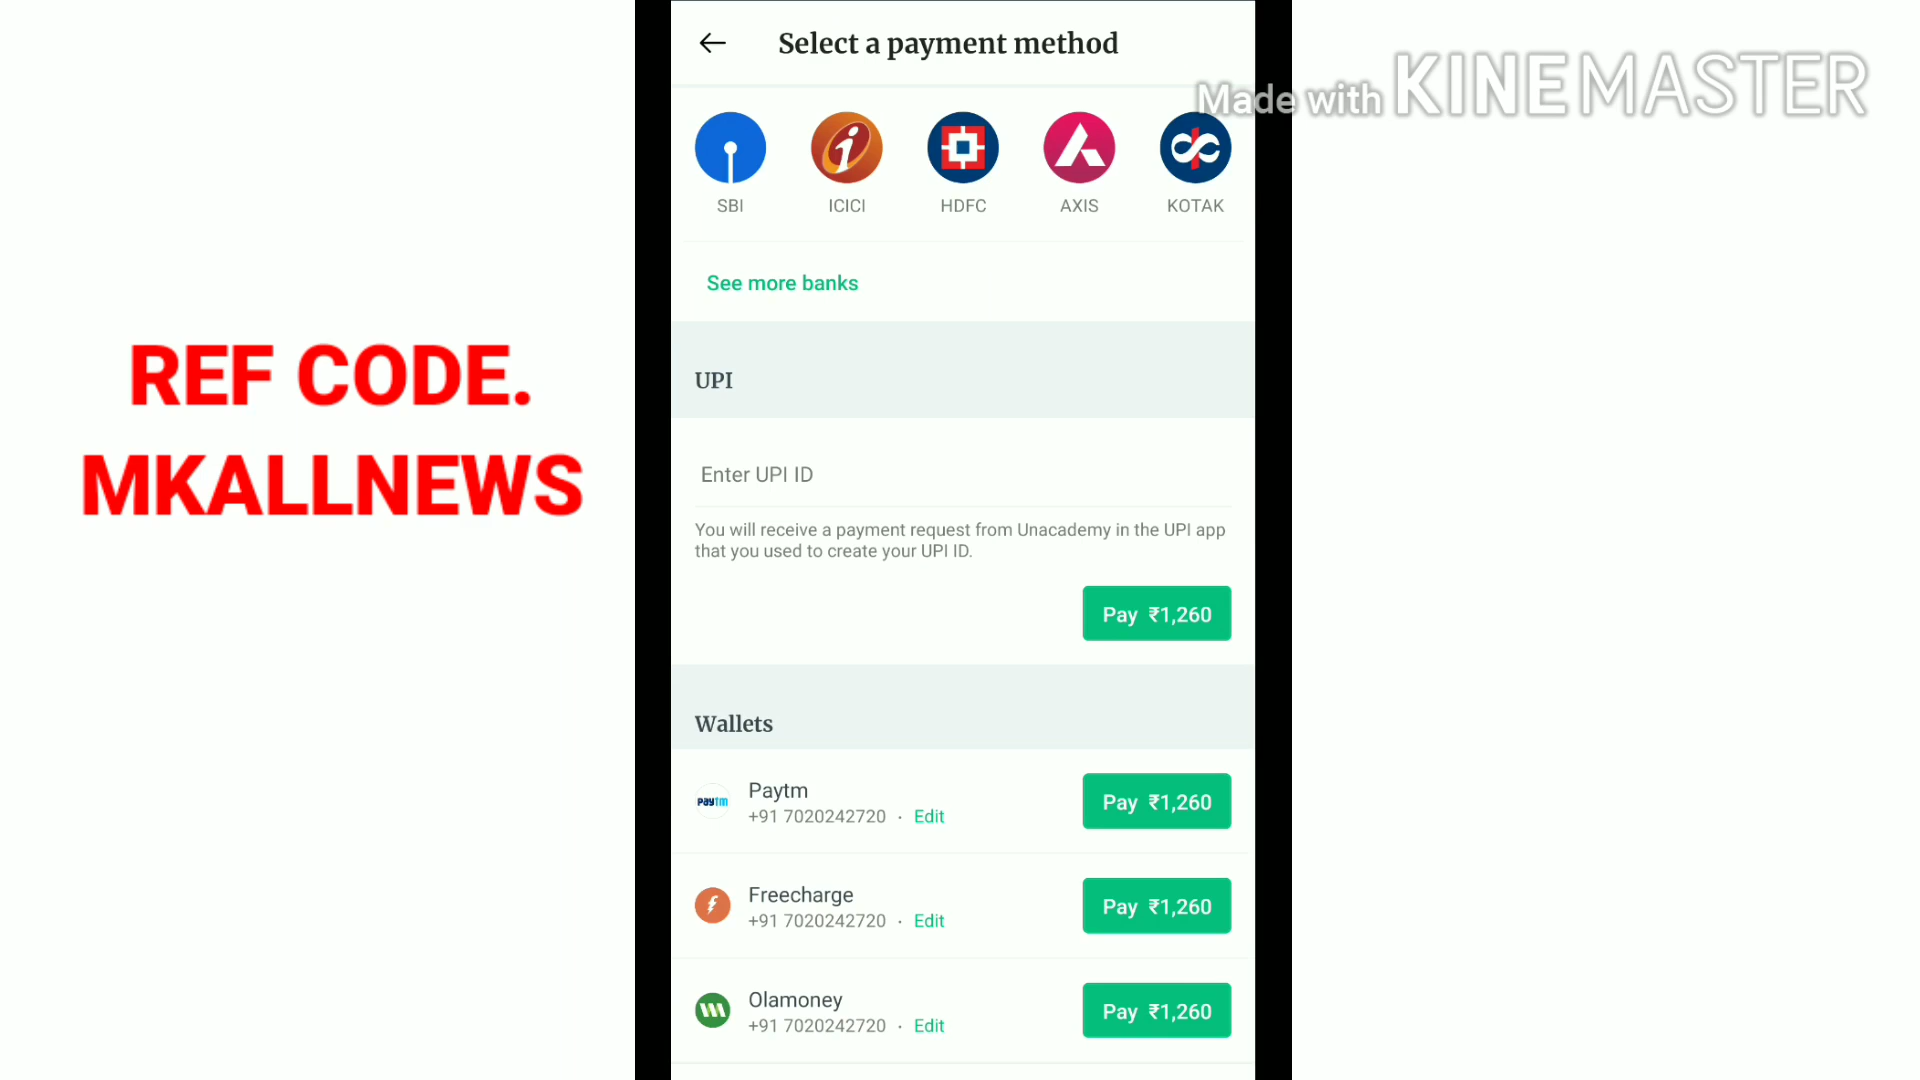 Select a payment method
Made with KINEMASTER
SBI
ICICI
HDFC
AXIS
KOTAK
See more banks
REF CODE.
MKALLNEWS
UPI
Enter UPI ID
You will receive a payment request from Unacademy in the UPI app
that you used to create your UPI ID.
Pay ₹1,260
Wallets
paytm
Paytm
+91 7020242720 · Edit
Pay ₹1,260
Freecharge
+91 7020242720 · Edit
Pay ₹1,260
Olamoney
+91 7020242720 · Edit
Pay ₹1,260